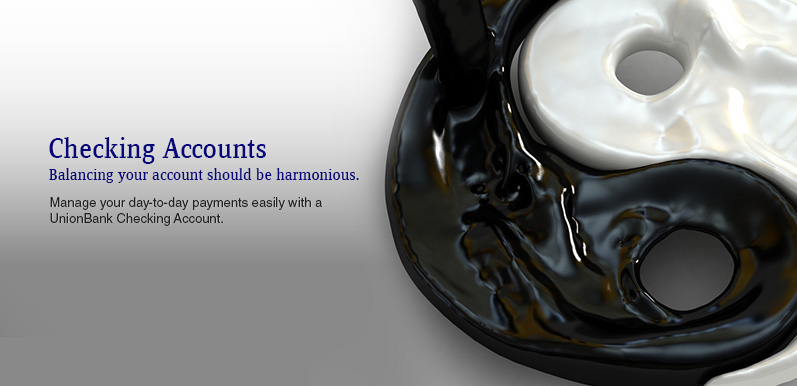 Checking Accounts
Balancing your account should be harmonious.
Manage your day-to-day payments easily with a
UnionBank Checking Account.